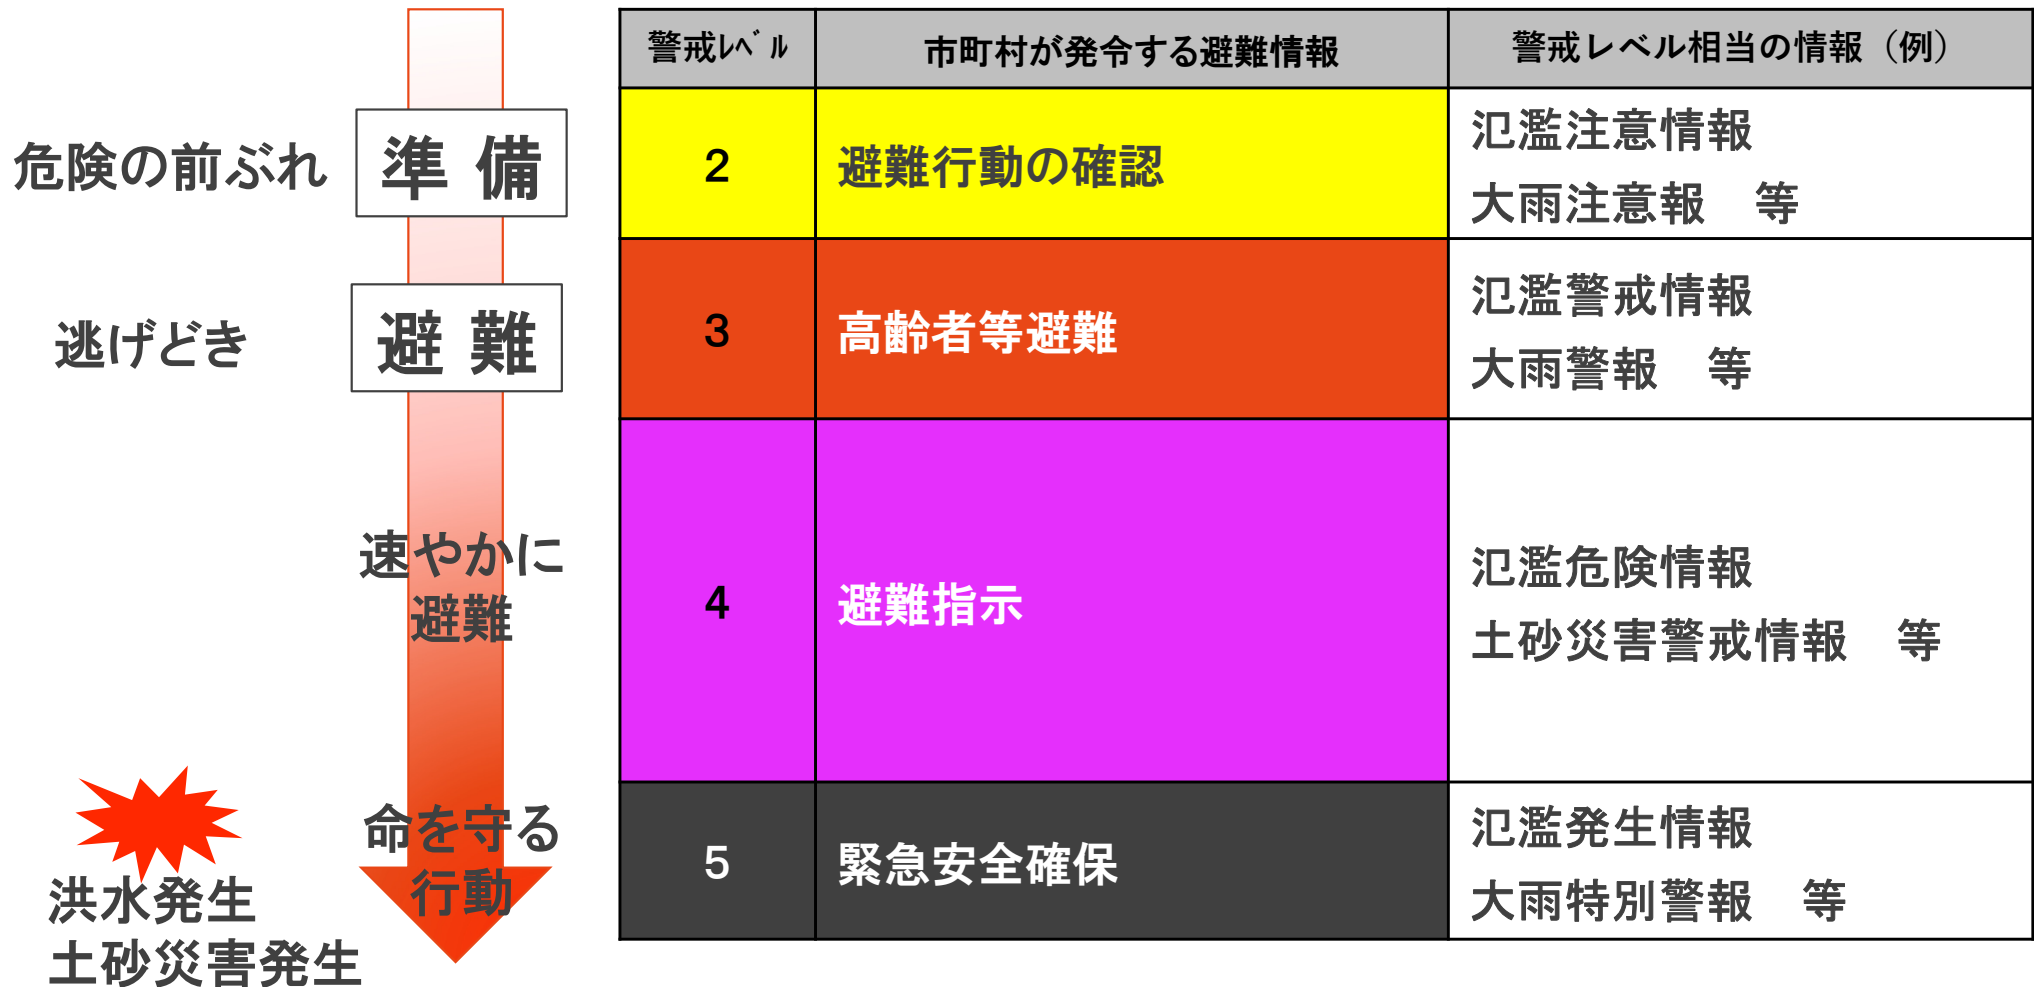 警戒ﾚﾍﾞﾙ
市町村が発令する避難情報
警戒レベル相当の情報（例）
危険の前ぶれ
準 備
2
避難行動の確認
氾濫注意情報
大雨注意報　等
逃げどき
避 難
3
高齢者等避難
氾濫警戒情報
大雨警報　等
速やかに
避難
4
避難指示
氾濫危険情報
土砂災害警戒情報　等
命を守る
行動
洪水発生
土砂災害発生
5
緊急安全確保
氾濫発生情報
大雨特別警報　等